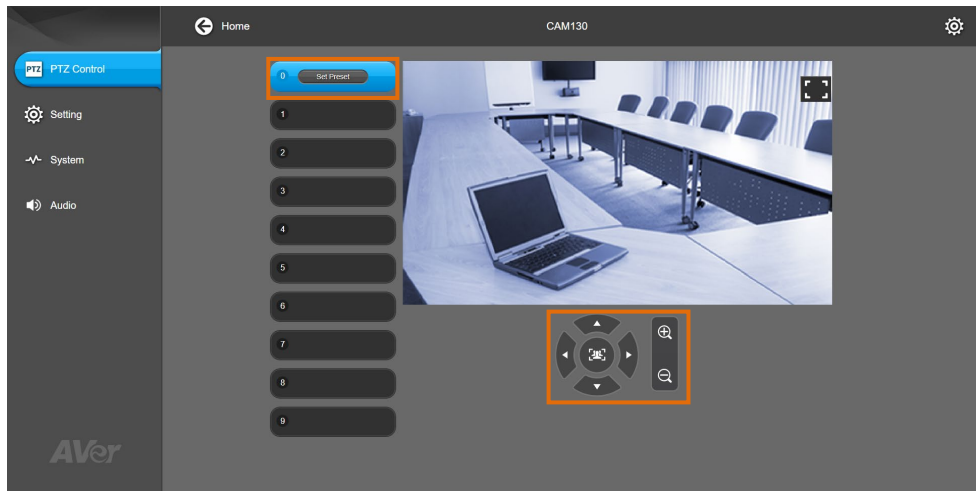 Home
CAM130
PTZ PTZ Control
Setting
System
Audio
0 Set Preset
1
2
3
4
5
6
7
8
9
AVer